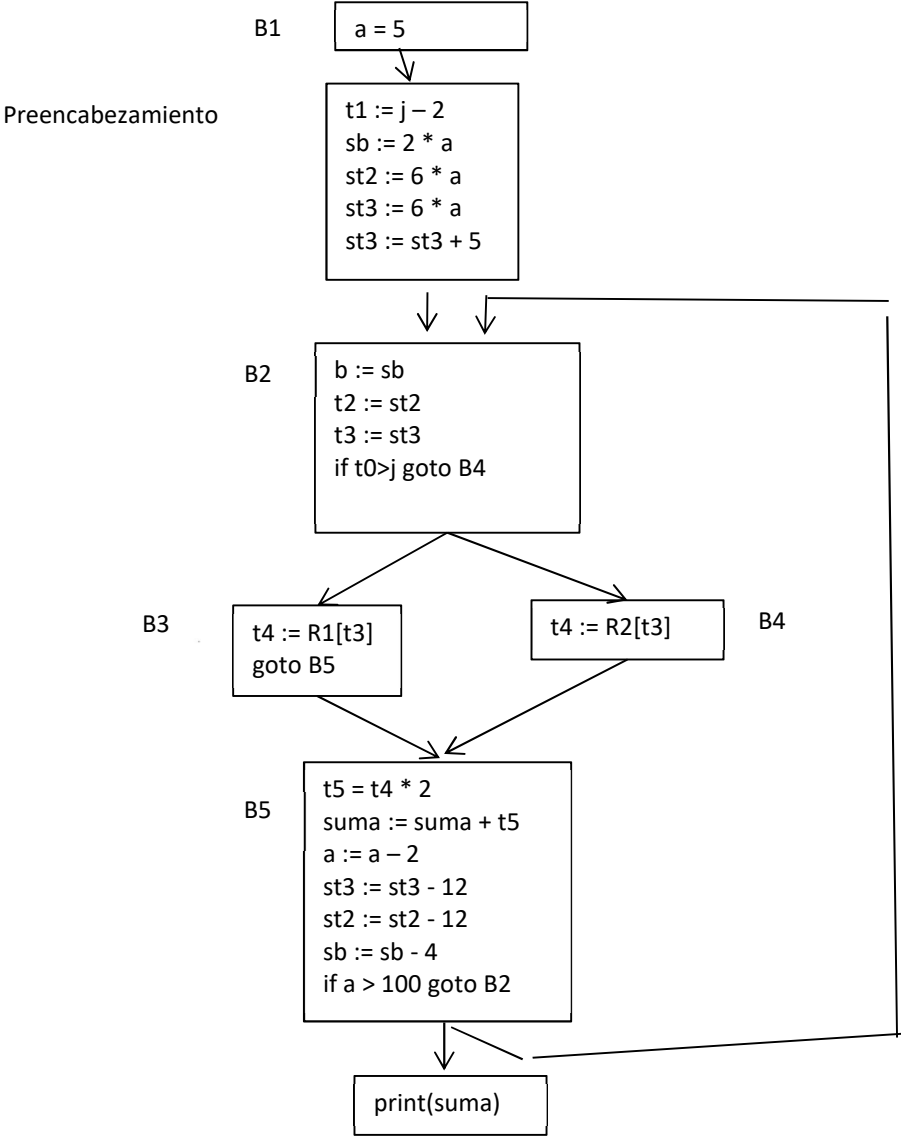 B1
a = 5
Preencabezamiento
t1 := j – 2
sb := 2 * a
st2 := 6 * a
st3 := 6 * a
st3 := st3 + 5
B2
b := sb
t2 := st2
t3 := st3
if t0>j goto B4
B3
t4 := R1[t3]
goto B5
t4 := R2[t3]
B4
B5
t5 = t4 * 2
suma := suma + t5
a := a – 2
st3 := st3 - 12
st2 := st2 - 12
sb := sb - 4
if a > 100 goto B2
print(suma)